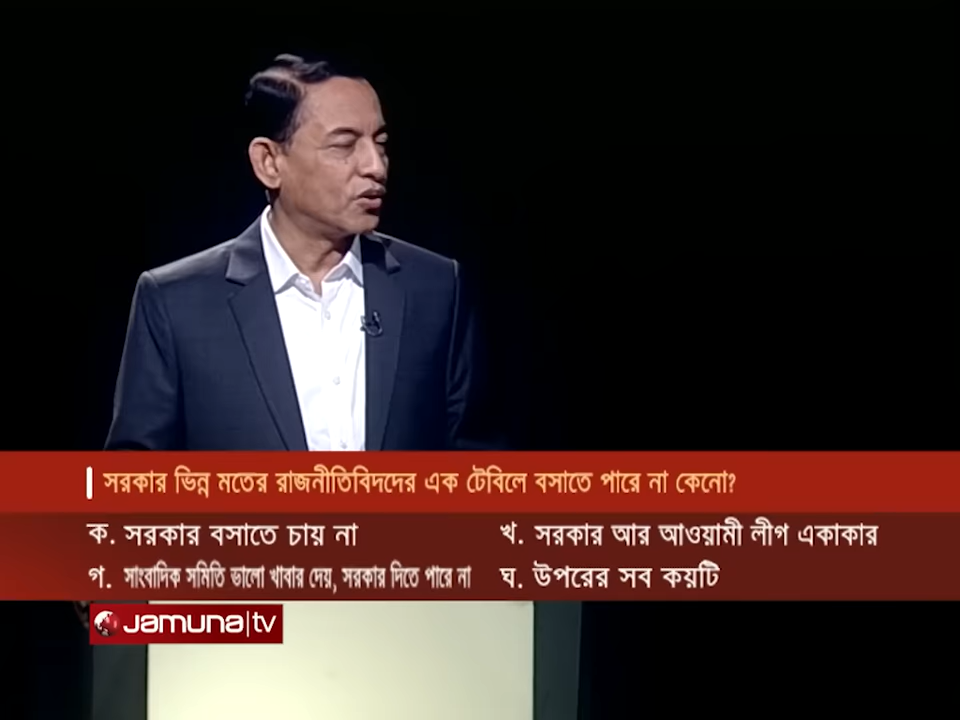 সরকার ভিন্ন মতের রাজনীতিবিদদের এক টেবিলে বসাতে পারে না কেনো?
ক. সরকার বসাতে চায় না
খ. সরকার আর আওয়ামী লীগ একাকার
গ. সাংবাদিক সমিতি ভালো খাবার দেয়, সরকার দিতে পারে না
ঘ. উপরের সব কয়টি
Jamuna|tv